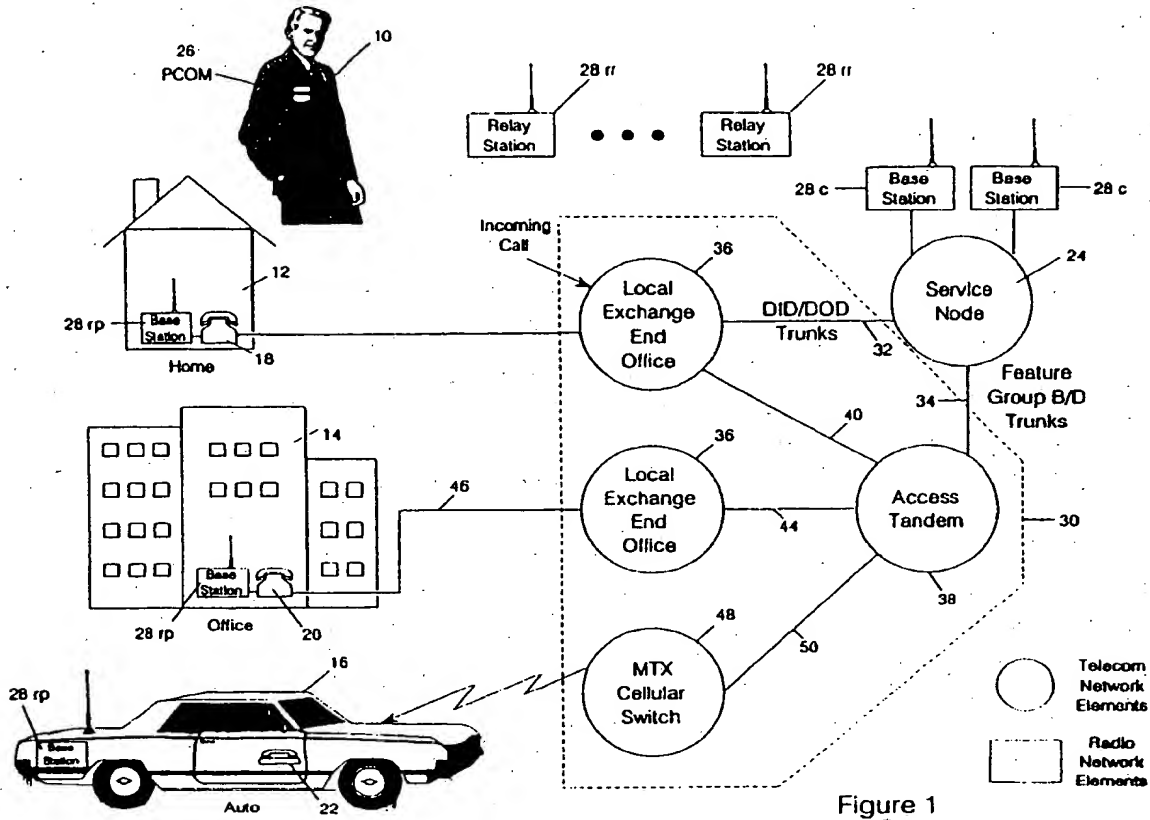 26
PCOM
10
28 rr
28 rr
Relay
Station
Relay
Station
Base
Station
Base
Station
28 c
28 c
Incoming
Call
36
24
12
Local
Exchange
End
Office
DID/DOD
Trunks
32
Service
Node
28 rp
Base
Station
18
Home
34
Feature
Group B/D
Trunks
40
14
36
46
Local
Exchange
End
Office
44
Access
Tandem
30
38
Base
Station
28 rp
Office
20
48
50
16
MTX
Cellular
Switch
28 rp
Base
Station
22
Auto
Telecom
Network
Elements
Radio
Network
Elements
Figure 1